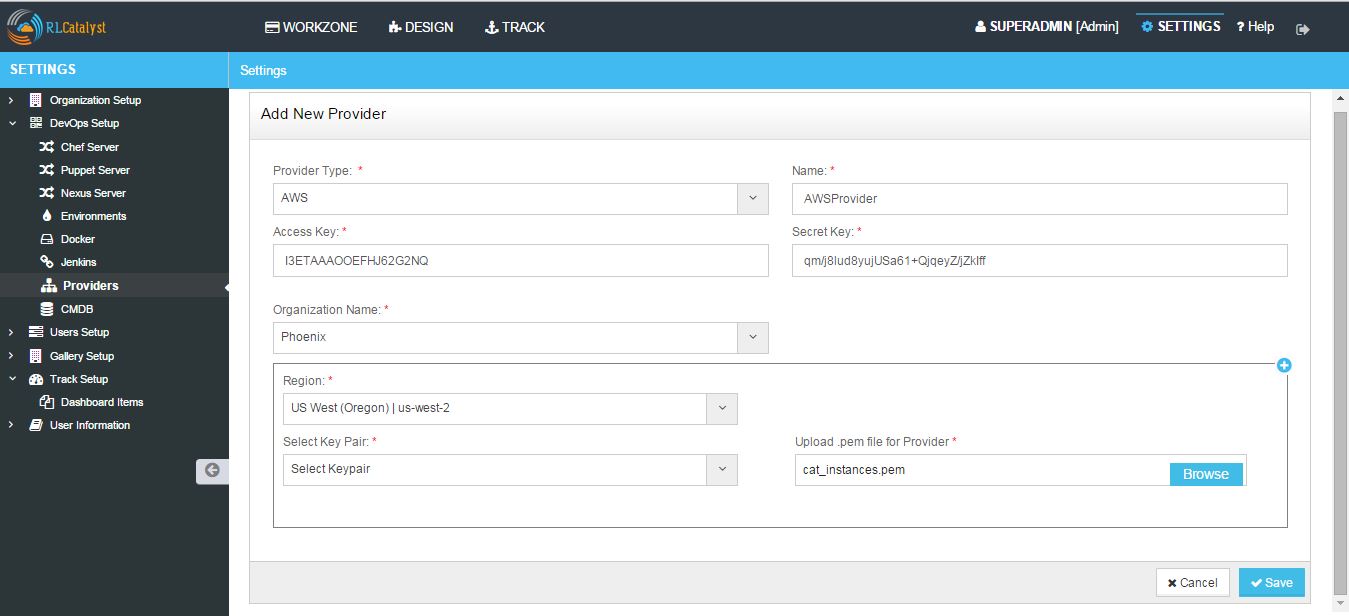 RLCatalyst
WORKZONE DESIGN TRACK
SUPERADMIN [Admin] SETTINGS ? Help
SETTINGS
Settings
Organization Setup
DevOps Setup
Chef Server
Puppet Server
Nexus Server
Environments
Docker
Jenkins
Providers
CMDB
Users Setup
Gallery Setup
Track Setup
Dashboard Items
User Information
Add New Provider
Provider Type: * Name: *
AWS AWSProvider
Access Key: * Secret Key: *
I3ETAAAOOEFHJ62G2NQ qm/j8lud8yujUSa61+QjqeyZ/jZkIff
Organization Name: *
Phoenix
Region: *
US West (Oregon) | us-west-2
Select Key Pair: * Upload .pem file for Provider *
Select Keypair cat_instances.pem Browse
Cancel Save